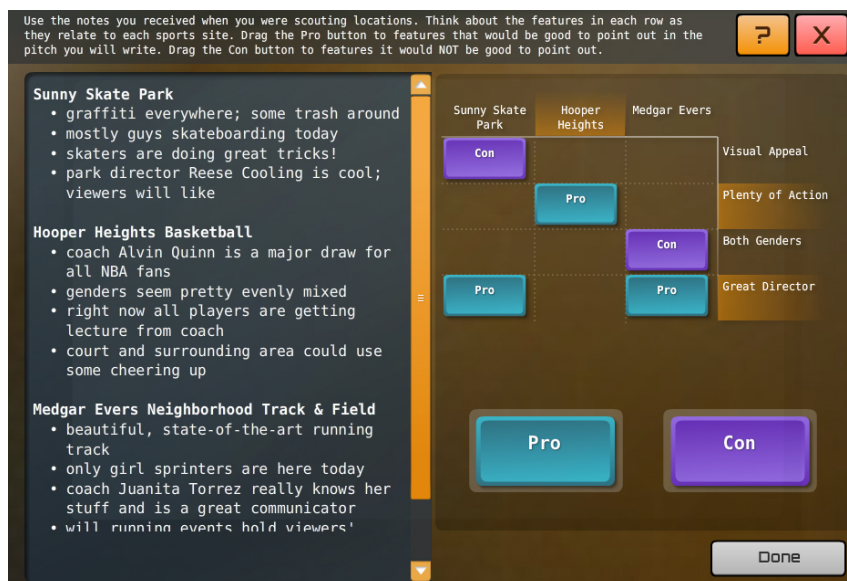 Use the notes you received when you were scouting locations. Think about the features in each row as
they relate to each sports site. Drag the Pro button to features that would be good to point out in the
pitch you will write. Drag the Con button to features it would NOT be good to point out.
?
X
Sunny Skate Park
• graffiti everywhere; some trash around
• mostly guys skateboarding today
• skaters are doing great tricks!
• park director Reese Cooling is cool;
viewers will like
Hooper Heights Basketball
• coach Alvin Quinn is a major draw for
all NBA fans
• genders seem pretty evenly mixed
• right now all players are getting
lecture from coach
• court and surrounding area could use
some cheering up
Medgar Evers Neighborhood Track & Field
• beautiful, state-of-the-art running
track
• only girl sprinters are here today
• coach Juanita Torrez really knows her
stuff and is a great communicator
• will running events hold viewers'
Sunny Skate
Park
Hooper
Heights
Medgar Evers
Con
Visual Appeal
Pro
Plenty of Action
Con
Both Genders
Pro
Pro
Great Director
Pro
Con
Done